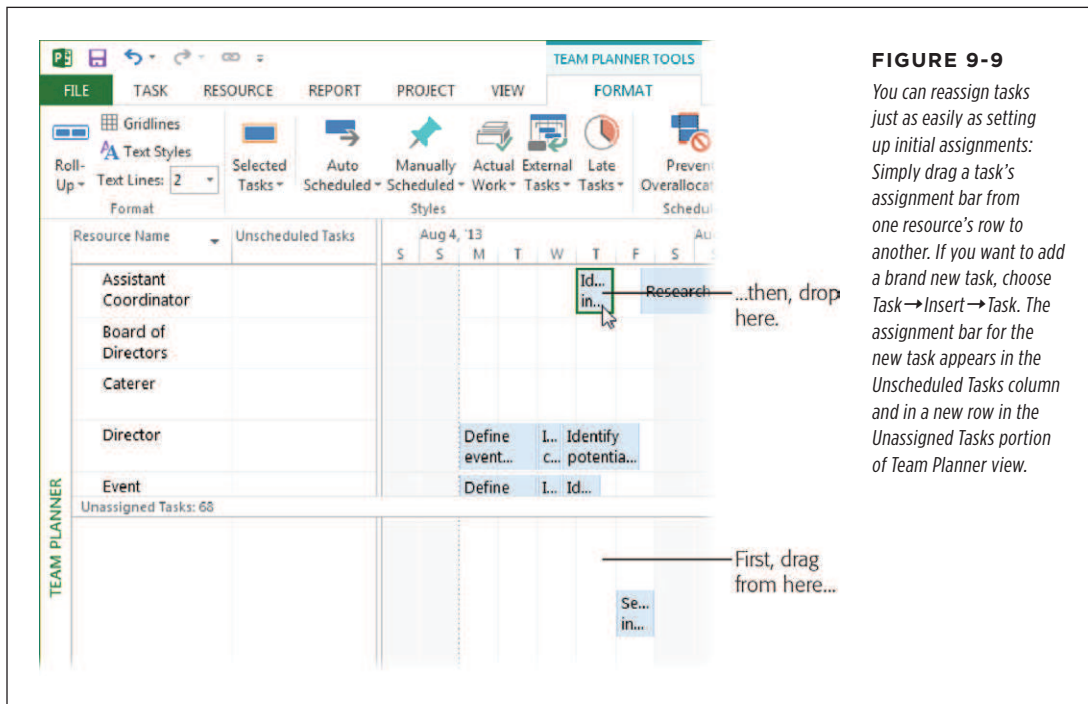 TEAM PLANNER TOOLS
FILE TASK RESOURCE REPORT PROJECT VIEW FORMAT
Gridlines
Text Styles
Text Lines: 2
Roll-
Up
Format
Selected
Tasks
Auto
Scheduled
Manually
Scheduled
Actual
Work
External
Tasks
Late
Tasks
Styles
Prevent
Overallocat
Schedul
Resource Name Unscheduled Tasks
Aug 4, '13 Au
S S M T W T F S
Assistant
Coordinator
Id...
in...
Research
Board of
Directors
Caterer
Director
Define
event...
I...
c...
Identify
potentia...
Event
Define I... Id...
Unassigned Tasks: 68
Se...
in...
TEAM PLANNER
...then, drop
here.
First, drag
from here...
FIGURE 9-9
You can reassign tasks
just as easily as setting
up initial assignments:
Simply drag a task's
assignment bar from
one resource's row to
another. If you want to add
a brand new task, choose
Task→Insert→Task. The
assignment bar for the
new task appears in the
Unscheduled Tasks column
and in a new row in the
Unassigned Tasks portion
of Team Planner view.